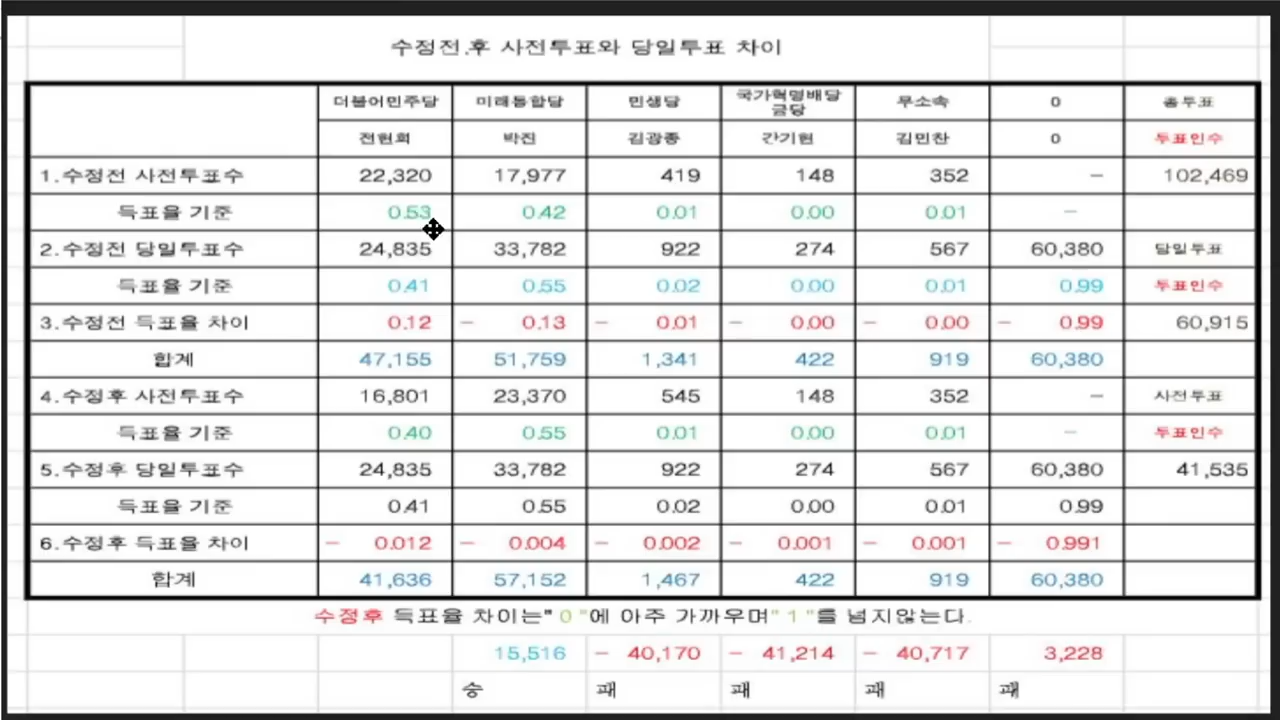 수정전.후 사전투표와 당일투표 차이
더불어민주당 미래통합당 민생당 국가혁명배당금당 무소속 0 총투표
전현희 박진 김광종 간기현 김민찬 0 투표인수
1.수정전 사전투표수 22,320 17,977 419 148 352 - 102,469
득표율 기준 0.53 0.42 0.01 0.00 0.01 -
2.수정전 당일투표수 24,835 33,782 922 274 567 60,380 당일투표
득표율 기준 0.41 0.55 0.02 0.00 0.01 0.99 투표인수
3.수정전 득표율 차이 0.12 - 0.13 - 0.01 - 0.00 - 0.00 - 0.99 60,915
합계 47,155 51,759 1,341 422 919 60,380
4.수정후 사전투표수 16,801 23,370 545 148 352 - 사전투표
득표율 기준 0.40 0.55 0.01 0.00 0.01 - 투표인수
5.수정후 당일투표수 24,835 33,782 922 274 567 60,380 41,535
득표율 기준 0.41 0.55 0.02 0.00 0.01 0.99
6.수정후 득표율 차이 - 0.012 - 0.004 - 0.002 - 0.001 - 0.001 - 0.991
합계 41,636 57,152 1,467 422 919 60,380
수정후 득표율 차이는" 0 "에 아주 가까우며" 1 "를 넘지않는다.
15,516 - 40,170 - 41,214 - 40,717 3,228
승 패 패 패 패